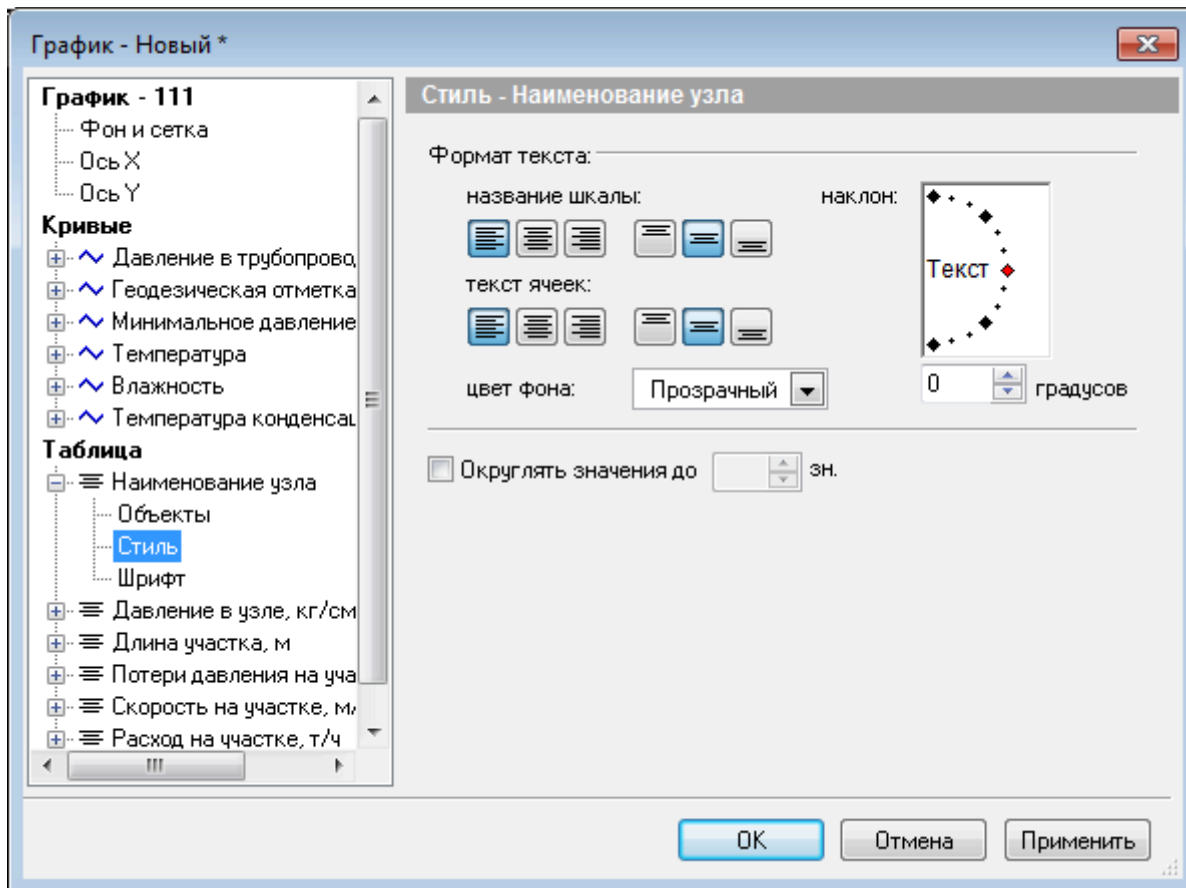 График - Новый *
График - 111
Фон и сетка
Ось X
Ось Y
Кривые
Давление в трубопровод
Геодезическая отметка
Минимальное давление
Температура
Влажность
Температура конденсац
Таблица
Наименование узла
Объекты
Стиль
Шрифт
Давление в узле, кг/см
Длина участка, м
Потери давления на уча
Скорость на участке, м/
Расход на участке, т/ч
Стиль - Наименование узла
Формат текста:
название шкалы:
наклон:
Текст
текст ячеек:
цвет фона:
Прозрачный
0
градусов
Округлять значения до
зн.
OK
Отмена
Применить